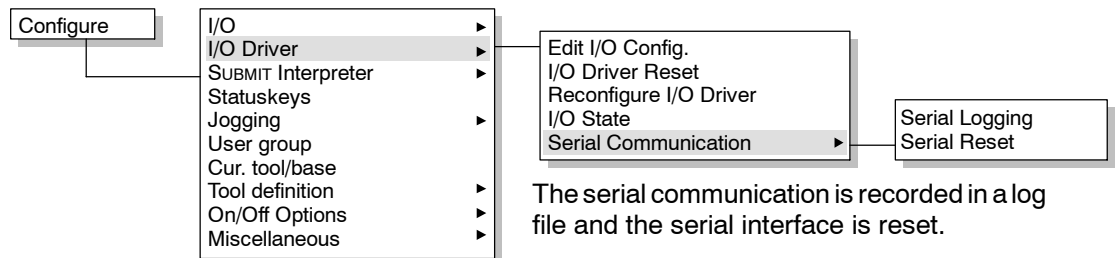 Configure
I/O
I/O Driver
SUBMIT Interpreter
Statuskeys
Jogging
User group
Cur. tool/base
Tool definition
On/Off Options
Miscellaneous
Edit I/O Config.
I/O Driver Reset
Reconfigure I/O Driver
I/O State
Serial Communication
Serial Logging
Serial Reset
The serial communication is recorded in a log
file and the serial interface is reset.